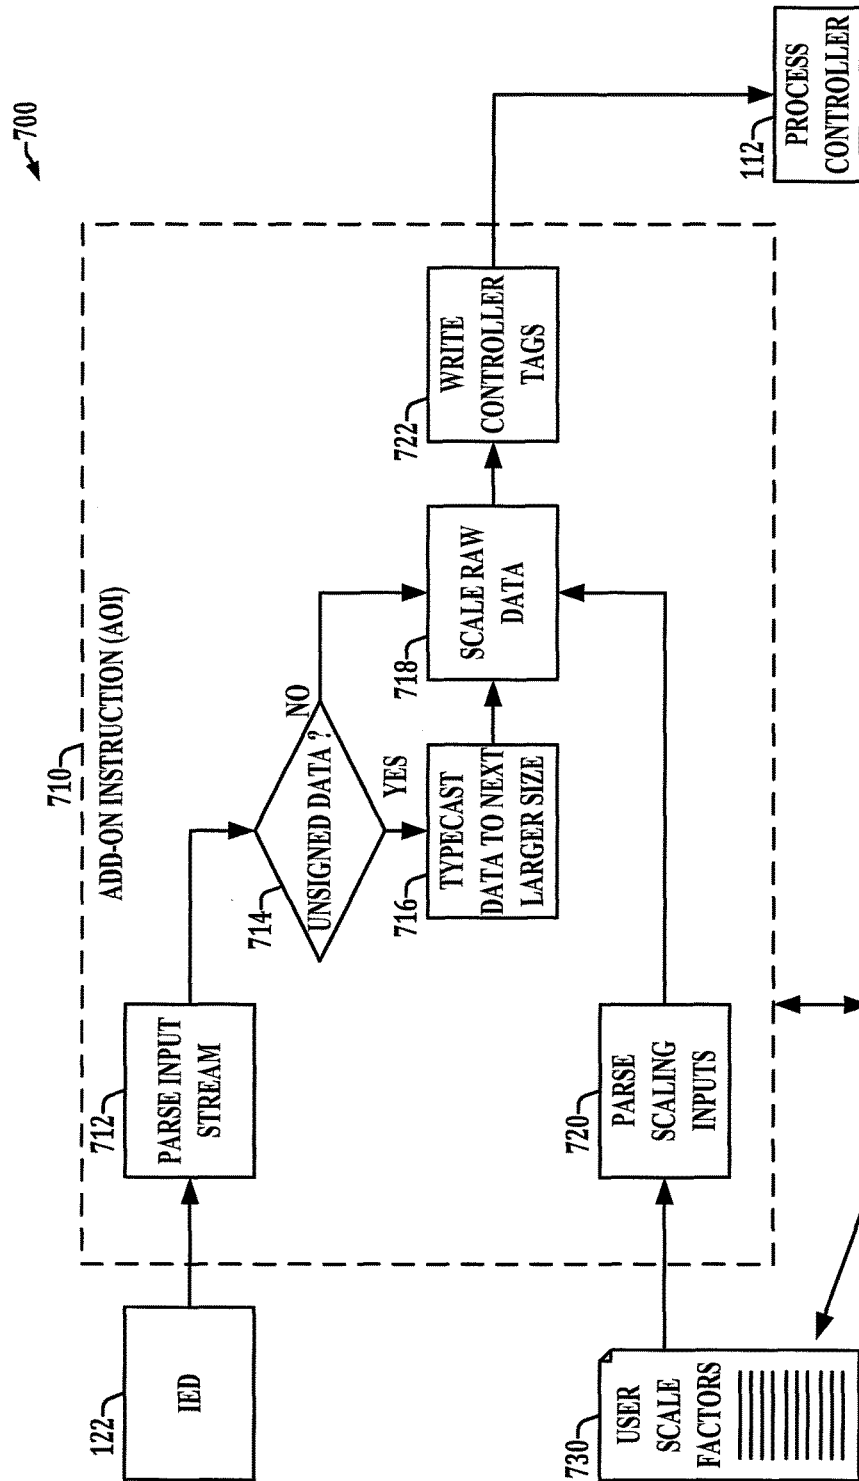 700
710
ADD-ON INSTRUCTION (AOI)
122
IED
712
PARSE INPUT
STREAM
714
UNSIGNED DATA ?
NO
YES
716
TYPECAST
DATA TO NEXT
LARGER SIZE
718
SCALE RAW
DATA
722
WRITE
CONTROLLER
TAGS
112
PROCESS
CONTROLLER
730
USER
SCALE
FACTORS
720
PARSE
SCALING
INPUTS